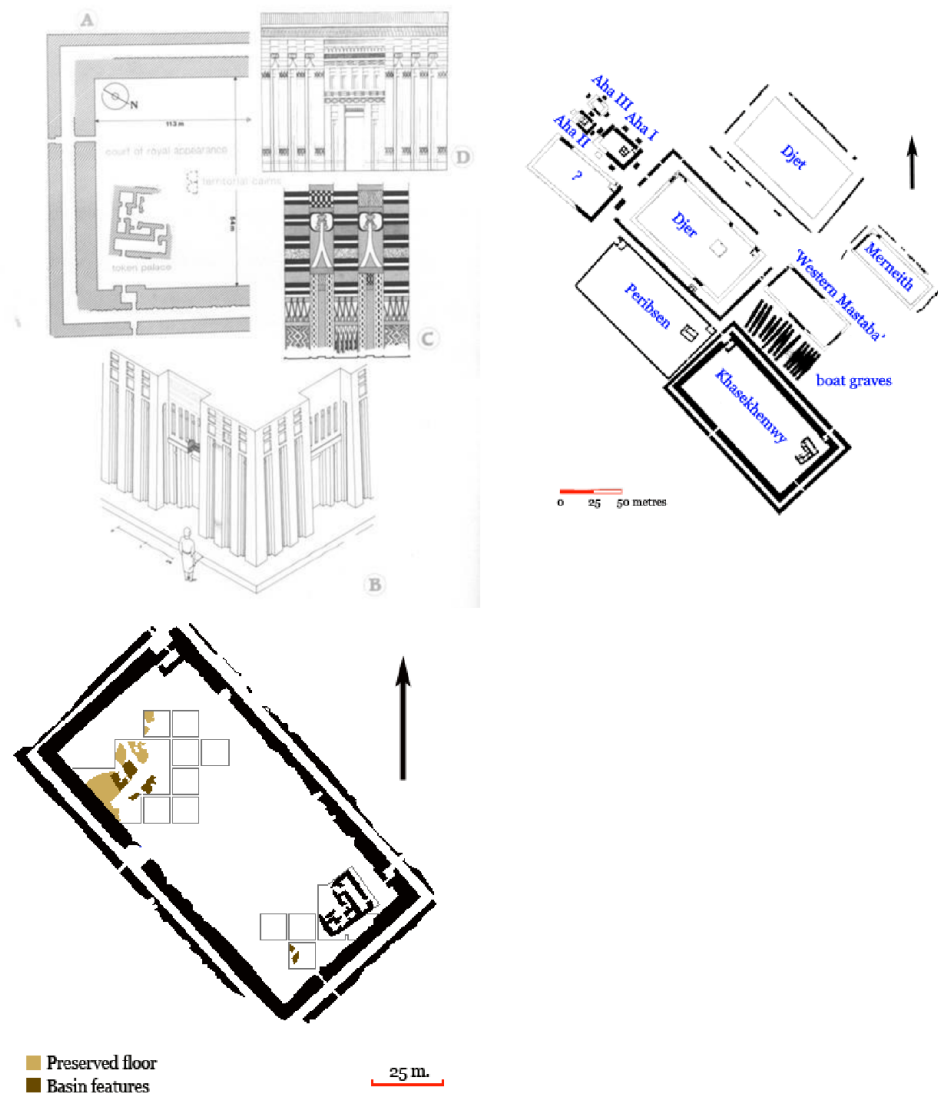 A
N
113 m
court of royal appearance
territorial cairns
84 m
token palace
D
C
B
Aha III
Aha I
Aha II
?
Djet
Djer
Merneith
'Western Mastaba'
Peribsen
boat graves
Khasekhemwy
0 25 50 metres
Preserved floor
Basin features
25 m.